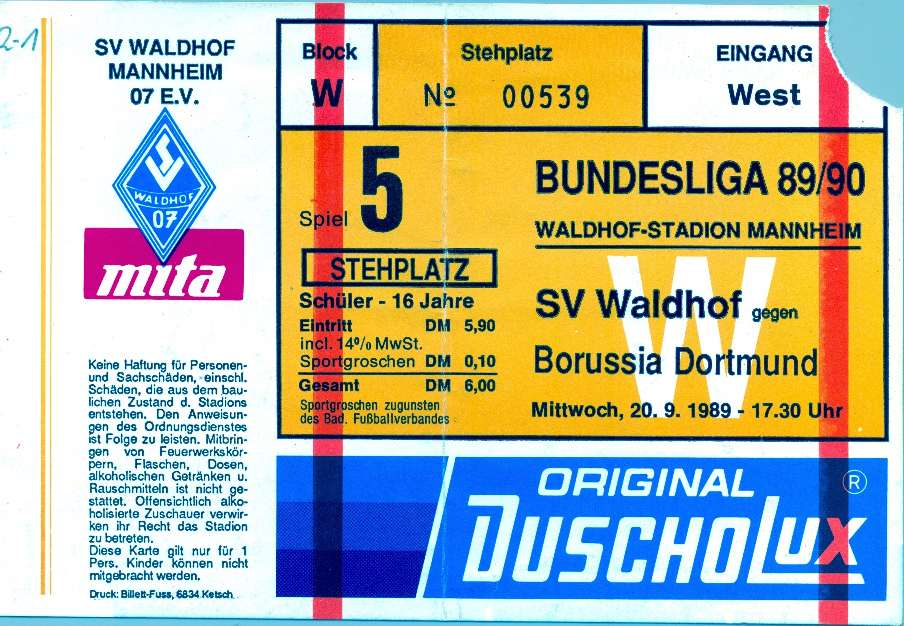 2-1
SV WALDHOF
MANNHEIM
07 E.V.
SV
WALDHOF
07
mita
Keine Haftung für Personen-
und Sachschäden, einschl.
Schäden, die aus dem bau-
lichen Zustand d. Stadions
entstehen. Den Anweisun-
gen des Ordnungsdienstes
ist Folge zu leisten. Mitbrin-
gen von Feuerwerkskör-
pern, Flaschen, Dosen,
alkoholischen Getränken u.
Rauschmitteln ist nicht ge-
stattet. Offensichtlich alko-
holisierte Zuschauer verwir-
ken ihr Recht das Stadion
zu betreten.
Diese Karte gilt nur für 1
Pers. Kinder können nicht
mitgebracht werden.
Druck: Billett-Fuss, 6834 Ketsch
Block
W
Stehplatz
Nº 00539
EINGANG
West
Spiel 5
STEHPLATZ
Schüler - 16 Jahre
Eintritt DM 5,90
incl. 14% MwSt.
Sportgroschen DM 0,10
Gesamt DM 6,00
Sportgroschen zugunsten
des Bad. Fußballverbandes
BUNDESLIGA 89/90
WALDHOF-STADION MANNHEIM
W
SV Waldhof gegen
Borussia Dortmund
Mittwoch, 20. 9. 1989 - 17.30 Uhr
ORIGINAL ®
DUSCHOLUX